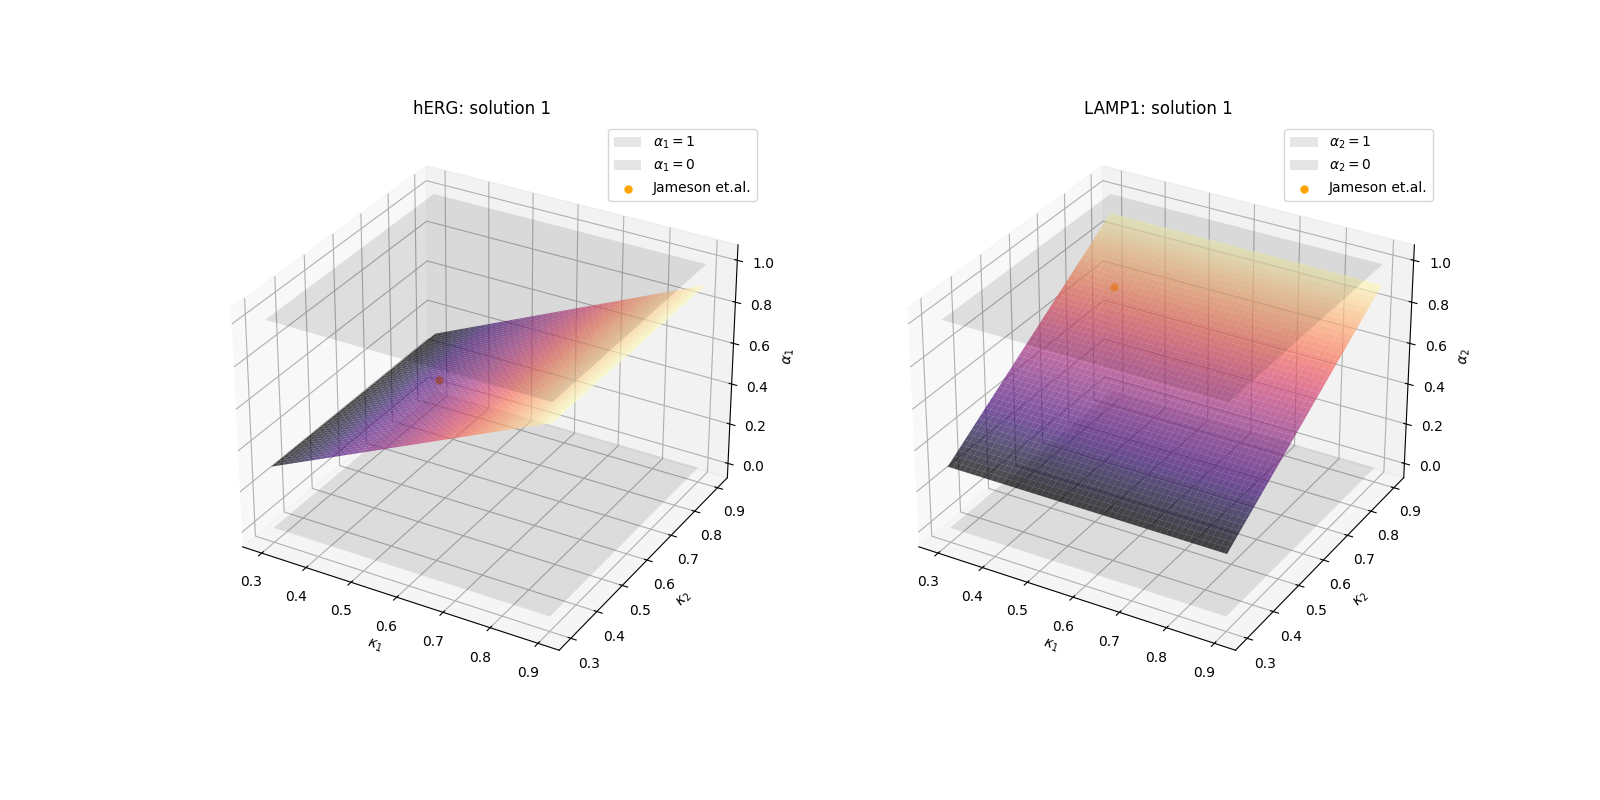 hERG: solution 1
α₁ = 1
α₁ = 0
Jameson et.al.
1.0
0.8
0.6
0.4
0.2
0.0
α₁
0.3
0.4
0.5
0.6
0.7
0.8
0.9
κ₁
0.3
0.4
0.5
0.6
0.7
0.8
0.9
κ₂
LAMP1: solution 1
α₂ = 1
α₂ = 0
Jameson et.al.
1.0
0.8
0.6
0.4
0.2
0.0
α₂
0.3
0.4
0.5
0.6
0.7
0.8
0.9
κ₁
0.3
0.4
0.5
0.6
0.7
0.8
0.9
κ₂